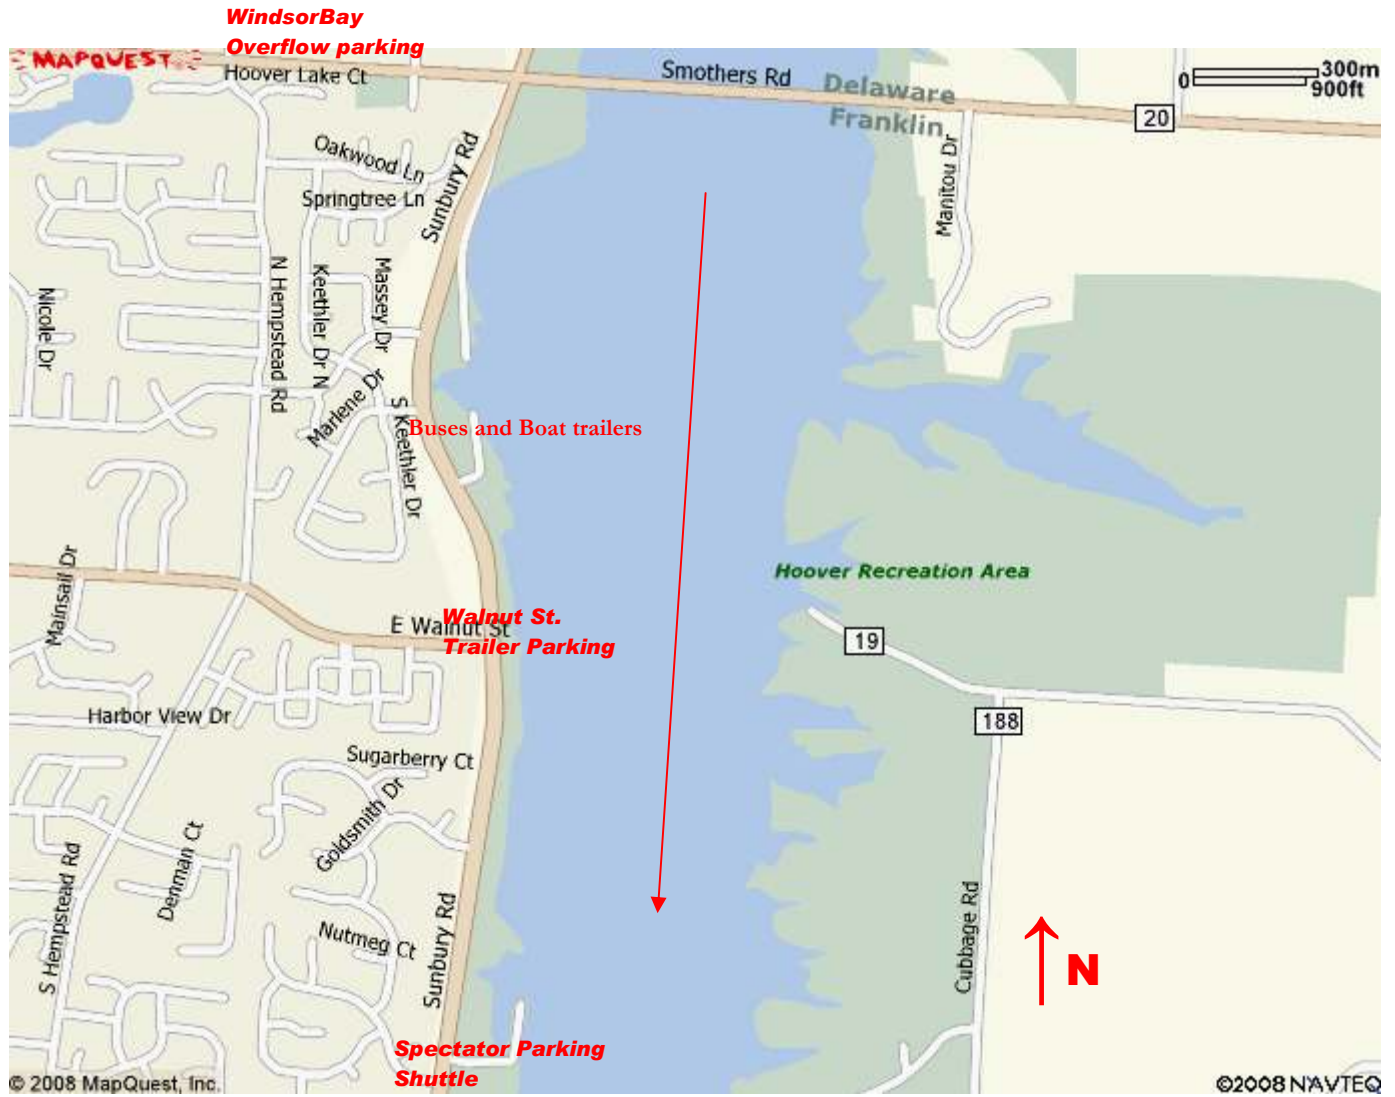 WindsorBay
Overflow parking
MAPQUEST
Hoover Lake Ct
Smothers Rd
Delaware
Franklin
0
300m
900ft
20
Oakwood Ln
Springtree Ln
Sunbury Rd
Manitou Dr
Nicole Dr
N Hempstead Rd
Keethler Dr N
Massey Dr
Marlene Dr
S Keethler Dr
Buses and Boat trailers
Mainsail Dr
Hoover Recreation Area
E Walnut St
Walnut St.
Trailer Parking
19
188
Harbor View Dr
Sugarberry Ct
Goldsmith Dr
Denman Ct
S Hempstead Rd
Nutmeg Ct
Sunbury Rd
Cubbage Rd
N
Spectator Parking
Shuttle
© 2008 MapQuest, Inc.
©2008 NAVTEQ